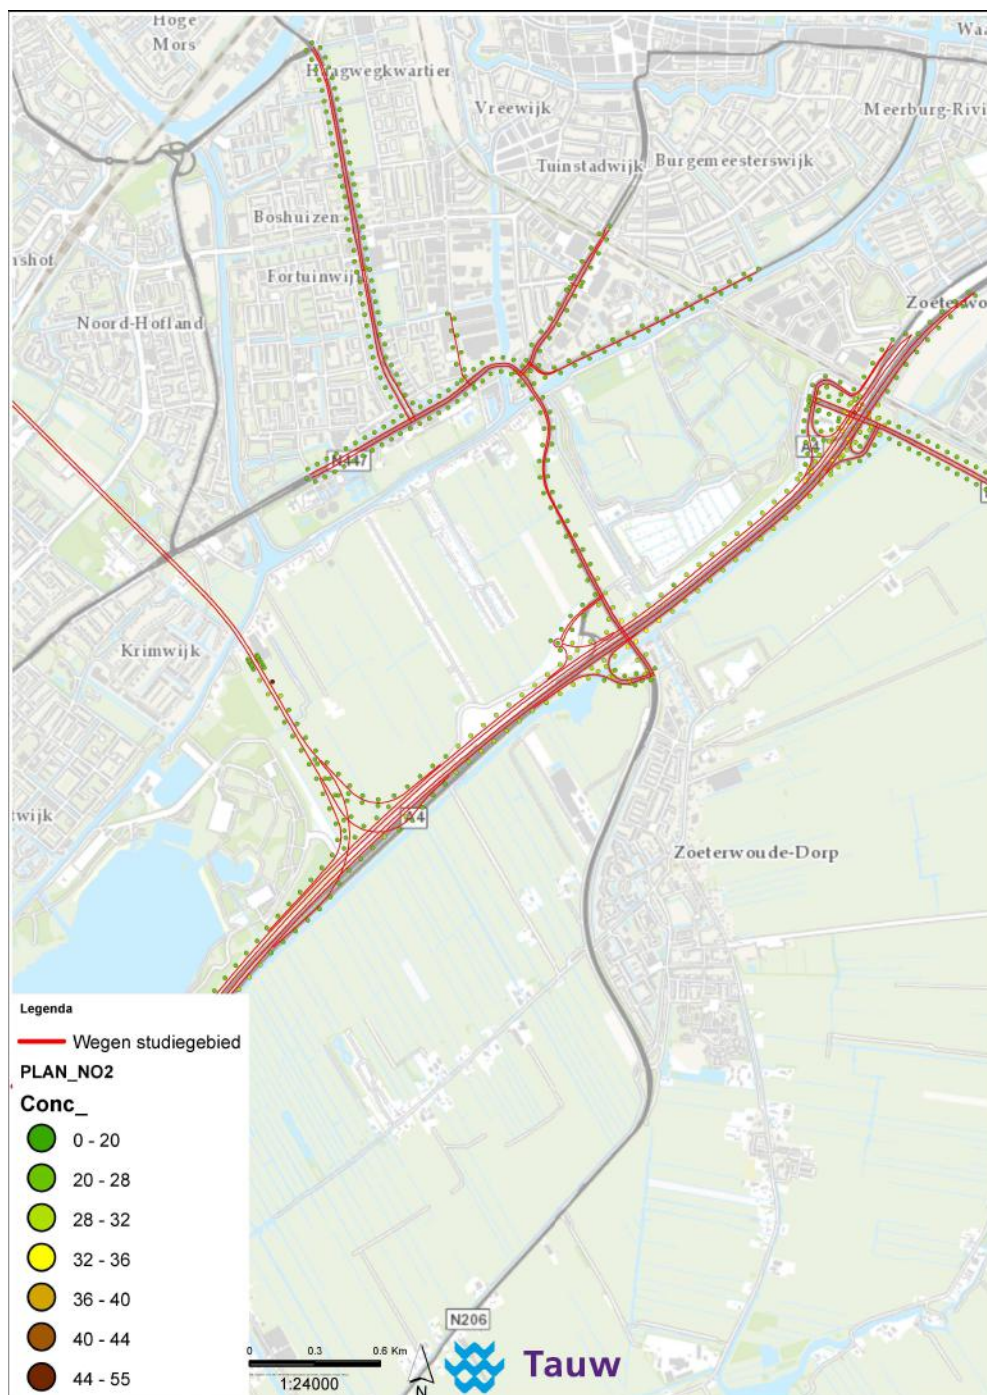 Hoge
Mors
Haagwegkwartier
Vreewijk
Meerburg-Rivi
Tuinstadwijk
Burgemeesterswijk
Boshuizen
Fortuinwijk
Noord-Hofland
Zoeterwo
A4
N447
Krimwijk
A4
Zoeterwoude-Dorp
twijk
Legenda
Wegen studiegebied
PLAN_NO2
Conc_
0 - 20
20 - 28
28 - 32
32 - 36
36 - 40
40 - 44
44 - 55
N206
0 0.3 0.6 Km
1:24000
N
Tauw